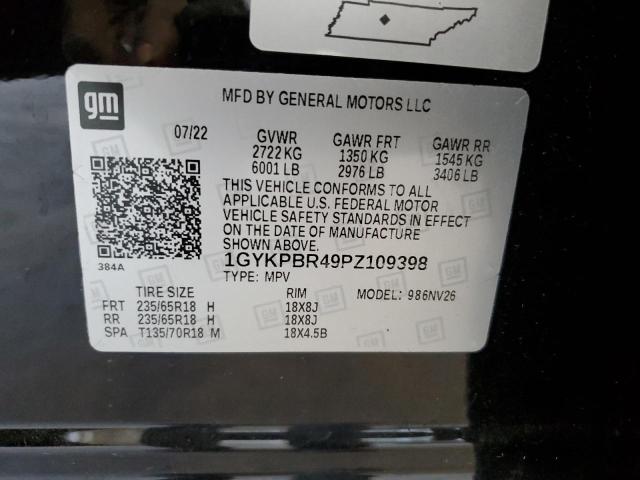 gm
MFD BY GENERAL MOTORS LLC
07/22 GVWR GAWR FRT GAWR RR
2722 KG 1350 KG 1545 KG
6001 LB 2976 LB 3406 LB
THIS VEHICLE CONFORMS TO ALL
APPLICABLE U.S. FEDERAL MOTOR
VEHICLE SAFETY STANDARDS IN EFFECT
ON THE DATE OF MANUFACTURE
SHOWN ABOVE.
384A
1GYKPBR49PZ109398
TYPE: MPV
TIRE SIZE RIM MODEL: 986NV26
FRT 235/65R18 H 18X8J
RR 235/65R18 H 18X8J
SPA T135/70R18 M 18X4.5B